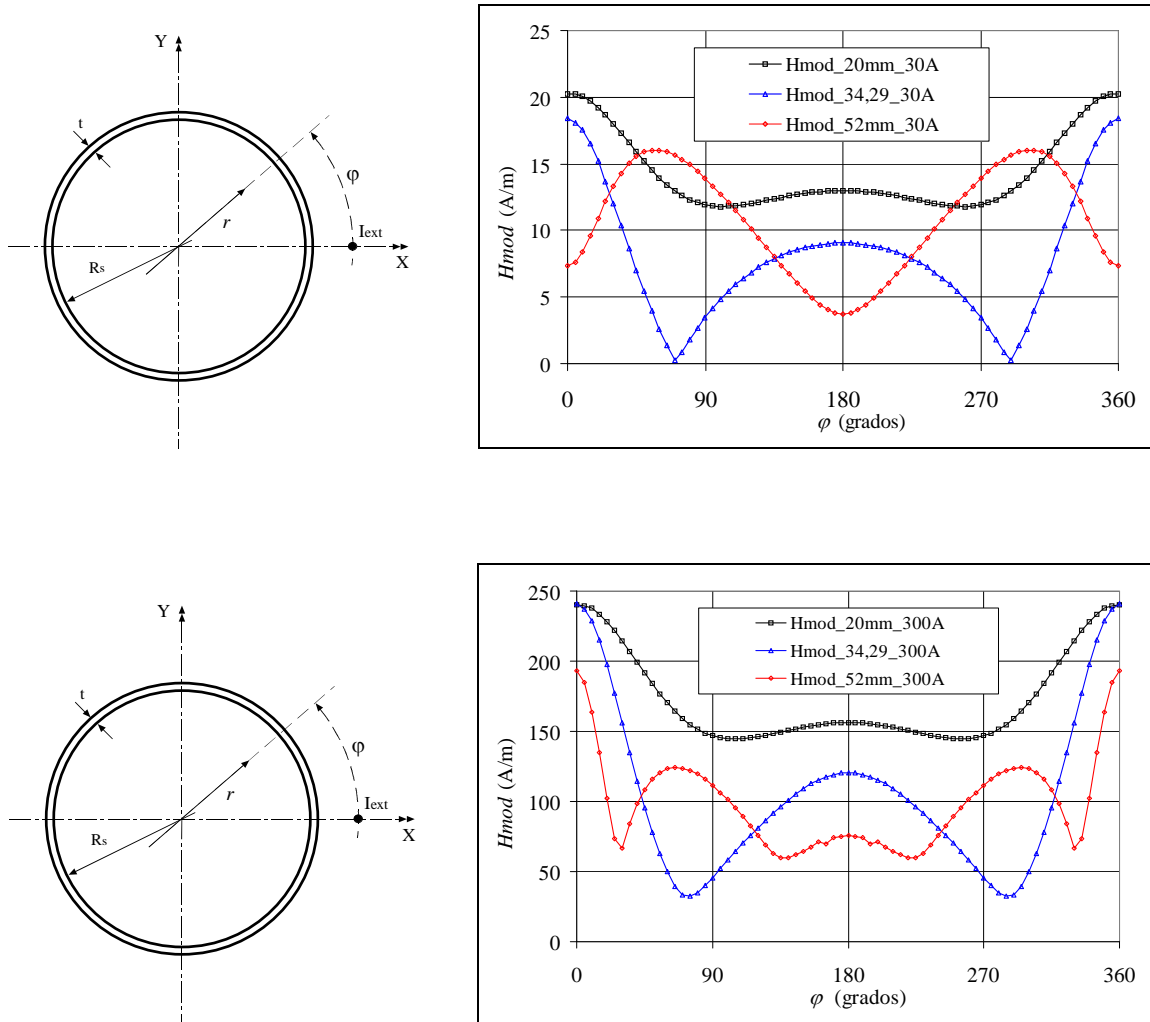 Y
t
φ
r
Iext
X
Rs
25
20
15
10
5
0
Hmod (A/m)
Hmod_20mm_30A
Hmod_34,29_30A
Hmod_52mm_30A
0 90 180 270 360
φ (grados)
Y
t
φ
r
Iext
X
Rs
250
200
150
100
50
0
Hmod (A/m)
Hmod_20mm_300A
Hmod_34,29_300A
Hmod_52mm_300A
0 90 180 270 360
φ (grados)